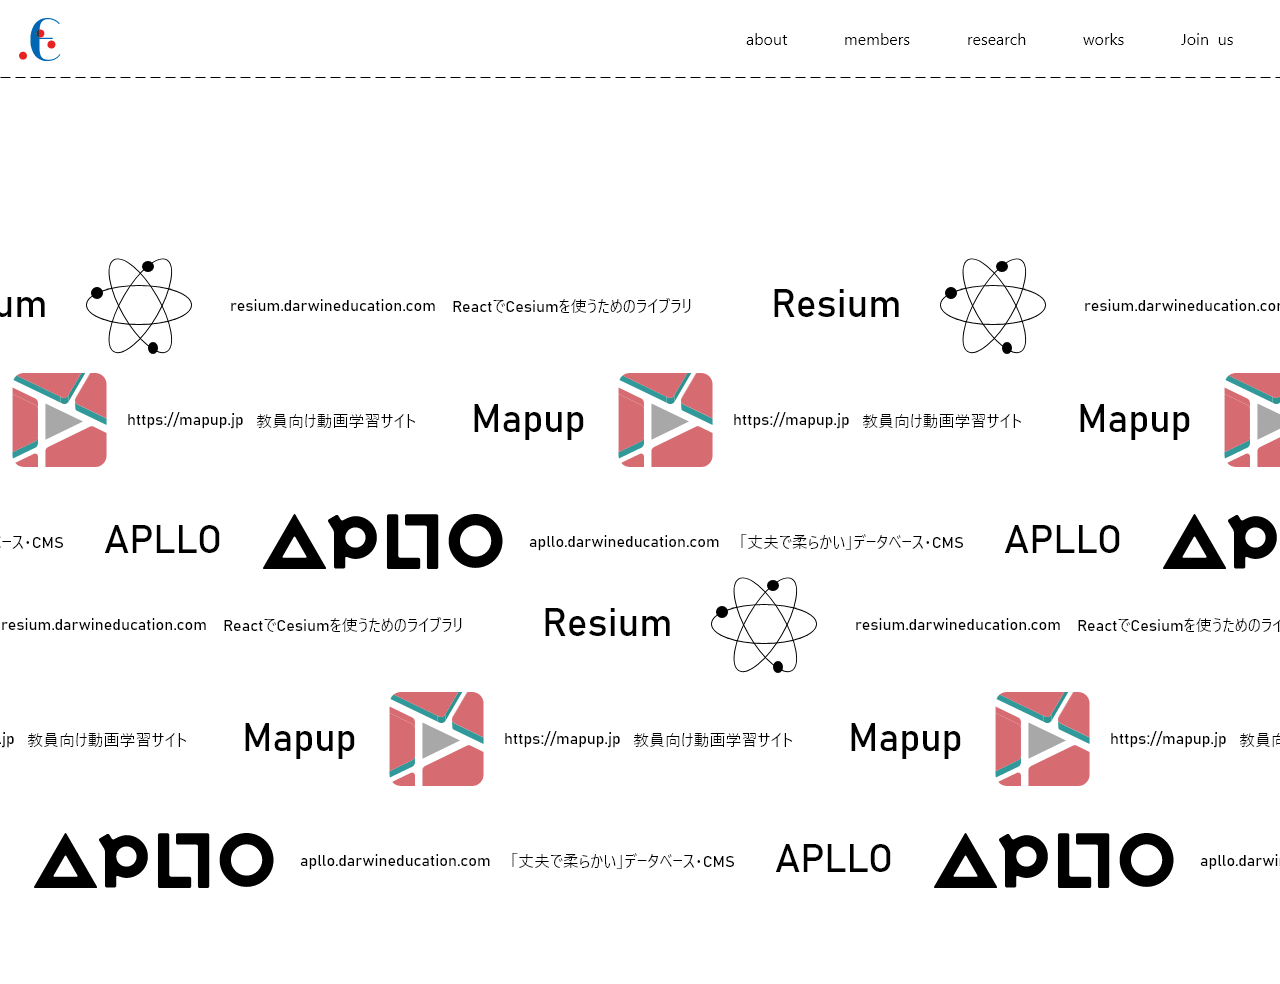 about members research works Join us
um resium.darwineducation.com ReactでCesiumを使うためのライブラリ Resium resium.darwineducation.con
https://mapup.jp 教員向け動画学習サイト Mapup https://mapup.jp 教員向け動画学習サイト Mapup
ース・CMS APLLO APLLO apllo.darwineducation.com 「丈夫で柔らかい」データベース・CMS APLLO AP
resium.darwineducation.com ReactでCesiumを使うためのライブラリ Resium resium.darwineducation.com ReactでCesiumを使うためのライ
.jp 教員向け動画学習サイト Mapup https://mapup.jp 教員向け動画学習サイト Mapup https://mapup.jp 教員
APLLO apllo.darwineducation.com 「丈夫で柔らかい」データベース・CMS APLLO APLLO apllo.darwin